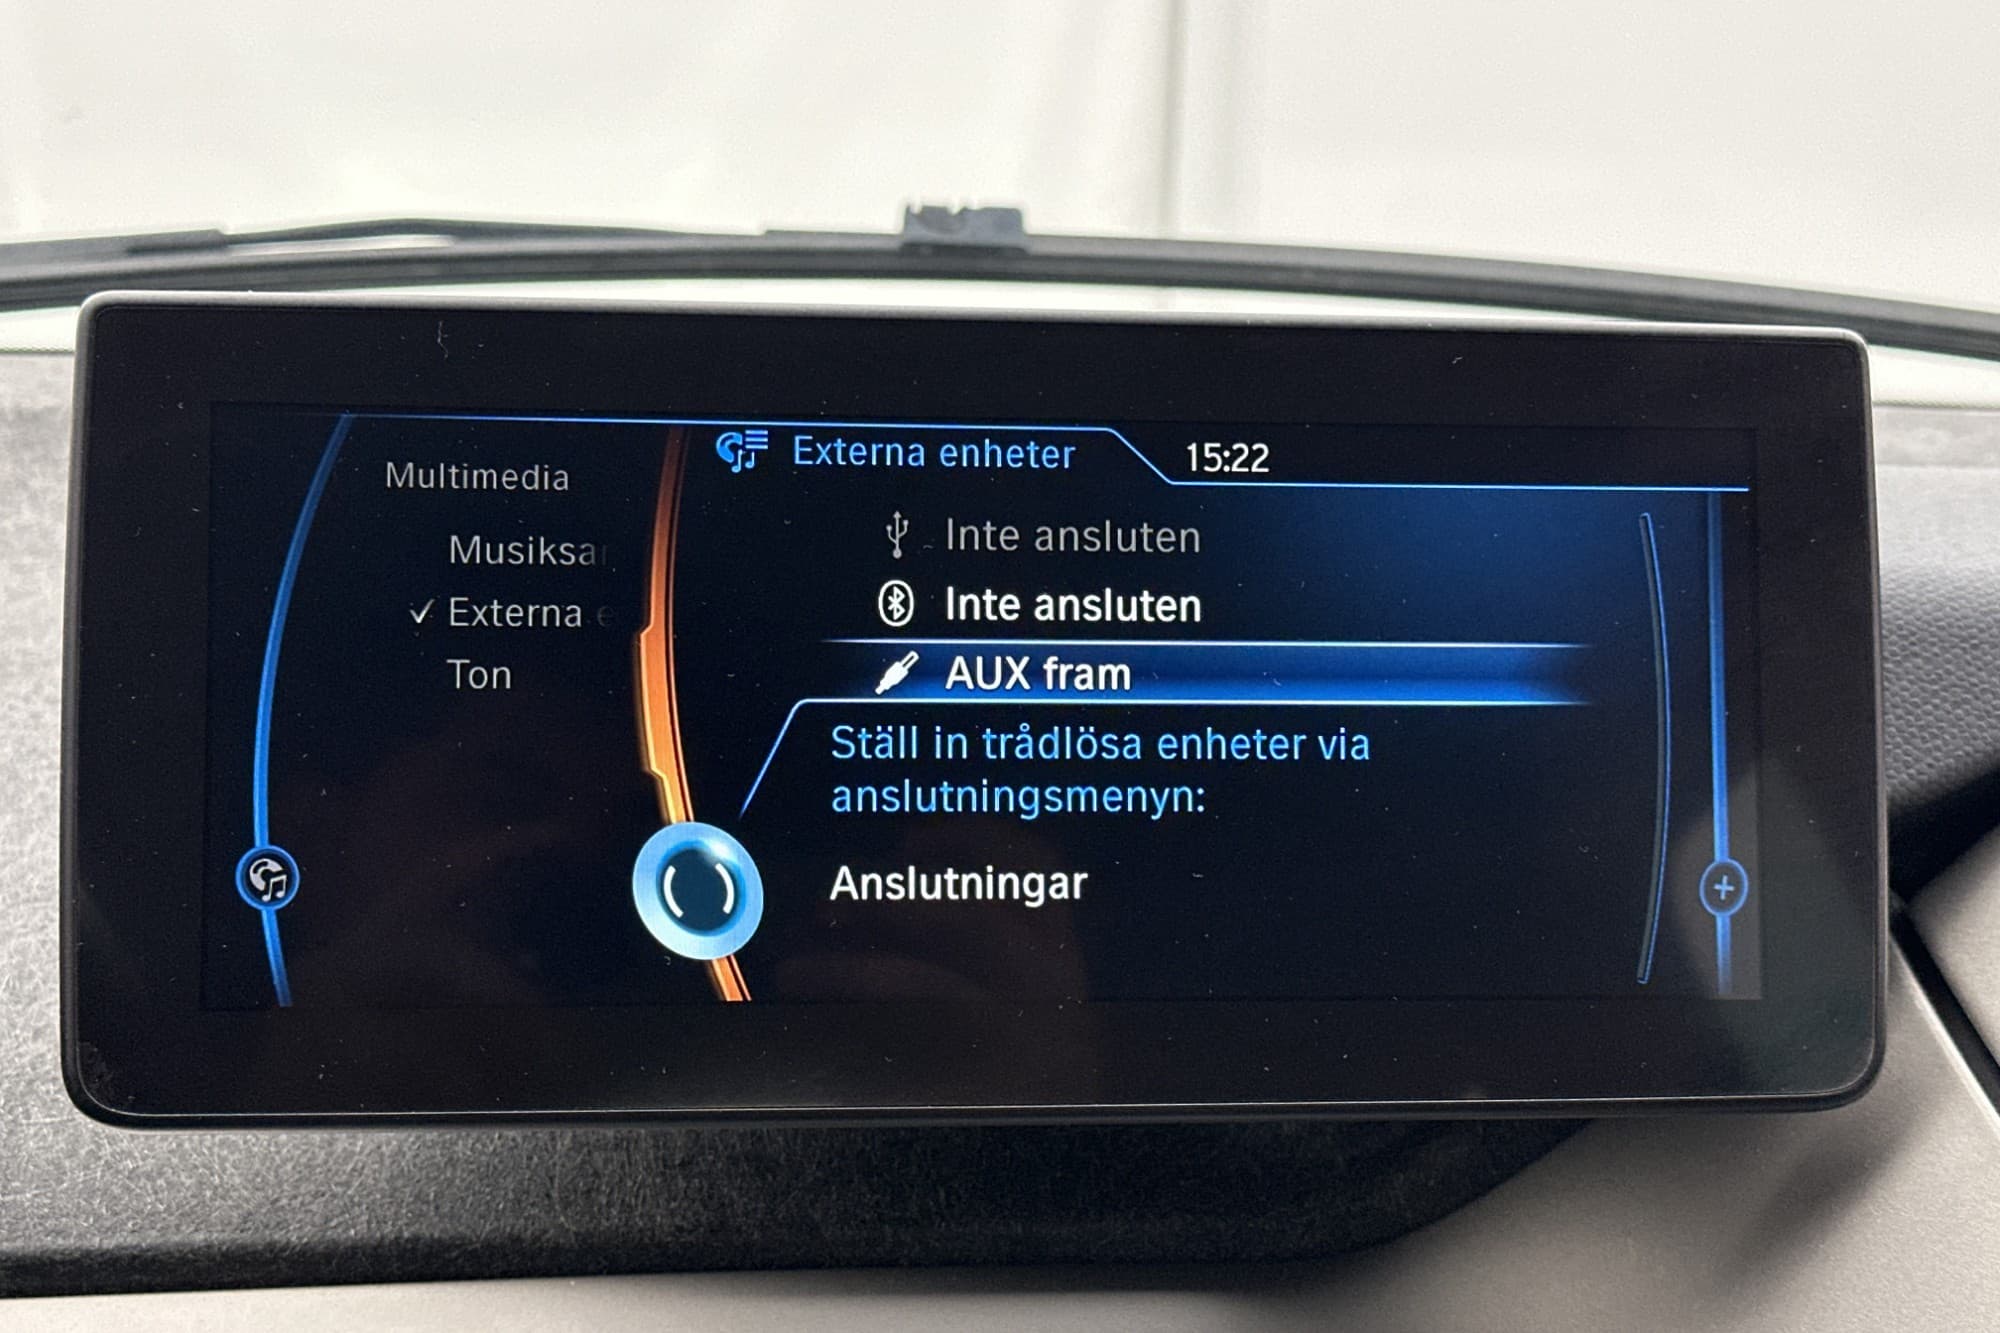 Multimedia
Musiksa
✓ Externa
Ton
Externa enheter
15:22
Inte ansluten
Inte ansluten
AUX fram
Ställ in trådlösa enheter via
anslutningsmenyn:
Anslutningar